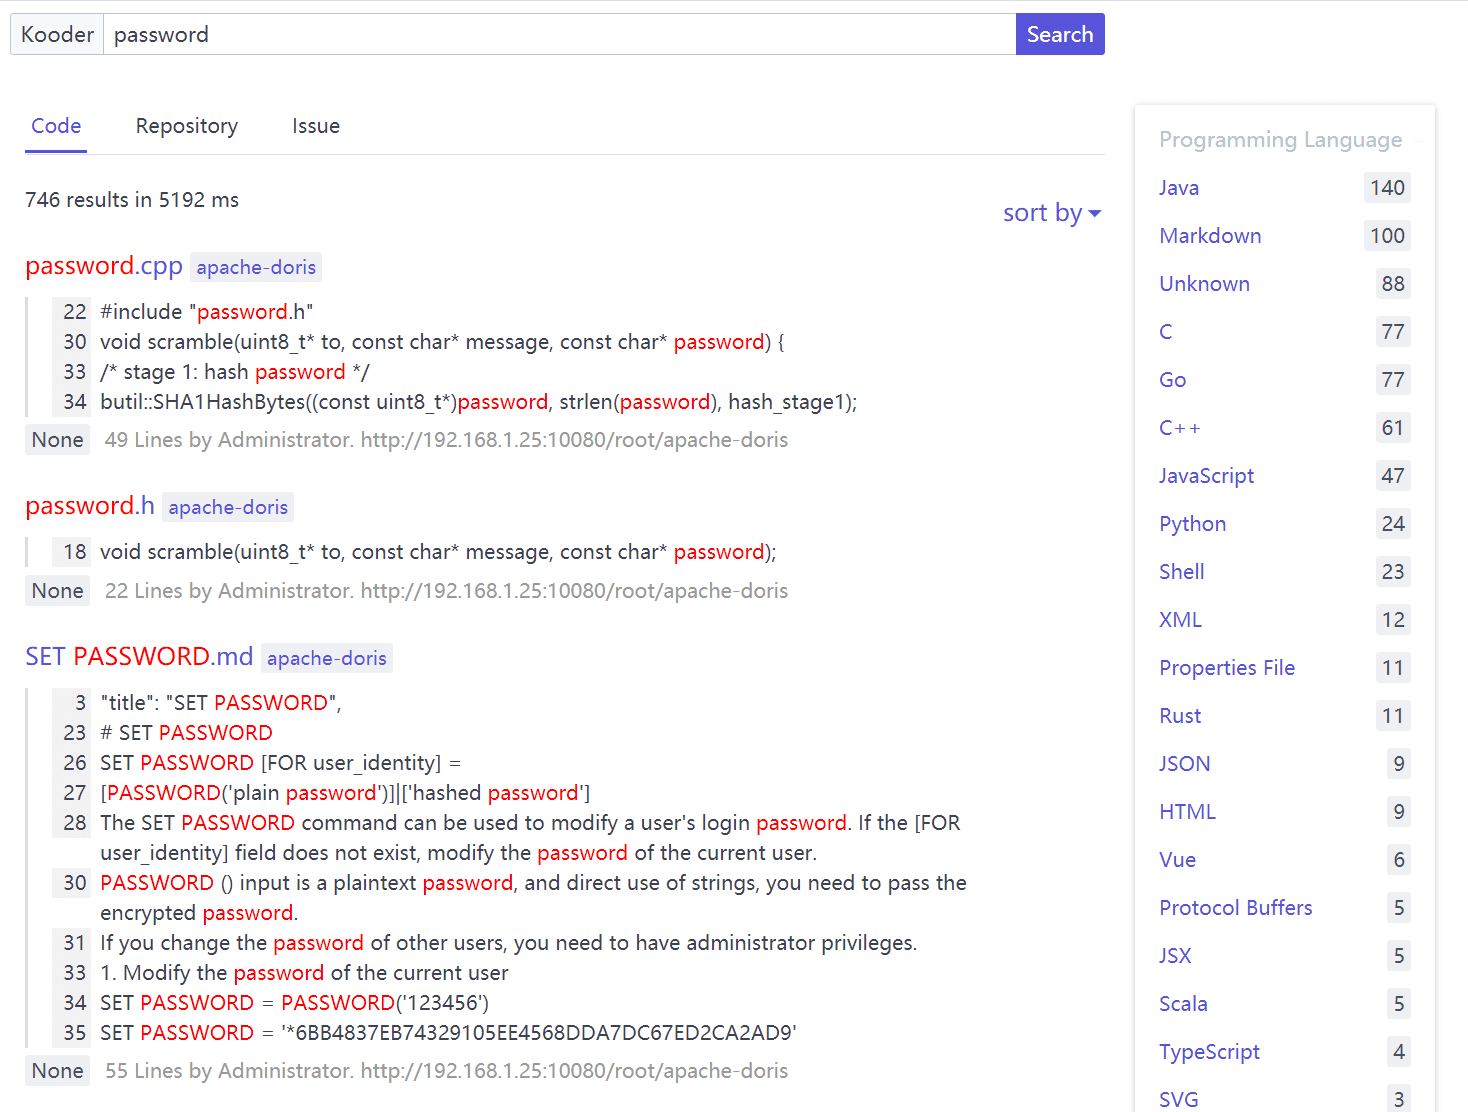 Kooder password Search
Code Repository Issue
746 results in 5192 ms
sort by
password.cpp apache-doris
22 #include "password.h"
30 void scramble(uint8_t* to, const char* message, const char* password) {
33 /* stage 1: hash password */
34 butil::SHA1HashBytes((const uint8_t*)password, strlen(password), hash_stage1);
None 49 Lines by Administrator. http://192.168.1.25:10080/root/apache-doris
password.h apache-doris
18 void scramble(uint8_t* to, const char* message, const char* password);
None 22 Lines by Administrator. http://192.168.1.25:10080/root/apache-doris
SET PASSWORD.md apache-doris
3 "title": "SET PASSWORD",
23 # SET PASSWORD
26 SET PASSWORD [FOR user_identity] =
27 [PASSWORD('plain password')]|['hashed password']
28 The SET PASSWORD command can be used to modify a user's login password. If the [FOR
user_identity] field does not exist, modify the password of the current user.
30 PASSWORD () input is a plaintext password, and direct use of strings, you need to pass the
encrypted password.
31 If you change the password of other users, you need to have administrator privileges.
33 1. Modify the password of the current user
34 SET PASSWORD = PASSWORD('123456')
35 SET PASSWORD = '*6BB4837EB74329105EE4568DDA7DC67ED2CA2AD9'
None 55 Lines by Administrator. http://192.168.1.25:10080/root/apache-doris
Programming Language
Java 140
Markdown 100
Unknown 88
C 77
Go 77
C++ 61
JavaScript 47
Python 24
Shell 23
XML 12
Properties File 11
Rust 11
JSON 9
HTML 9
Vue 6
Protocol Buffers 5
JSX 5
Scala 5
TypeScript 4
SVG 3